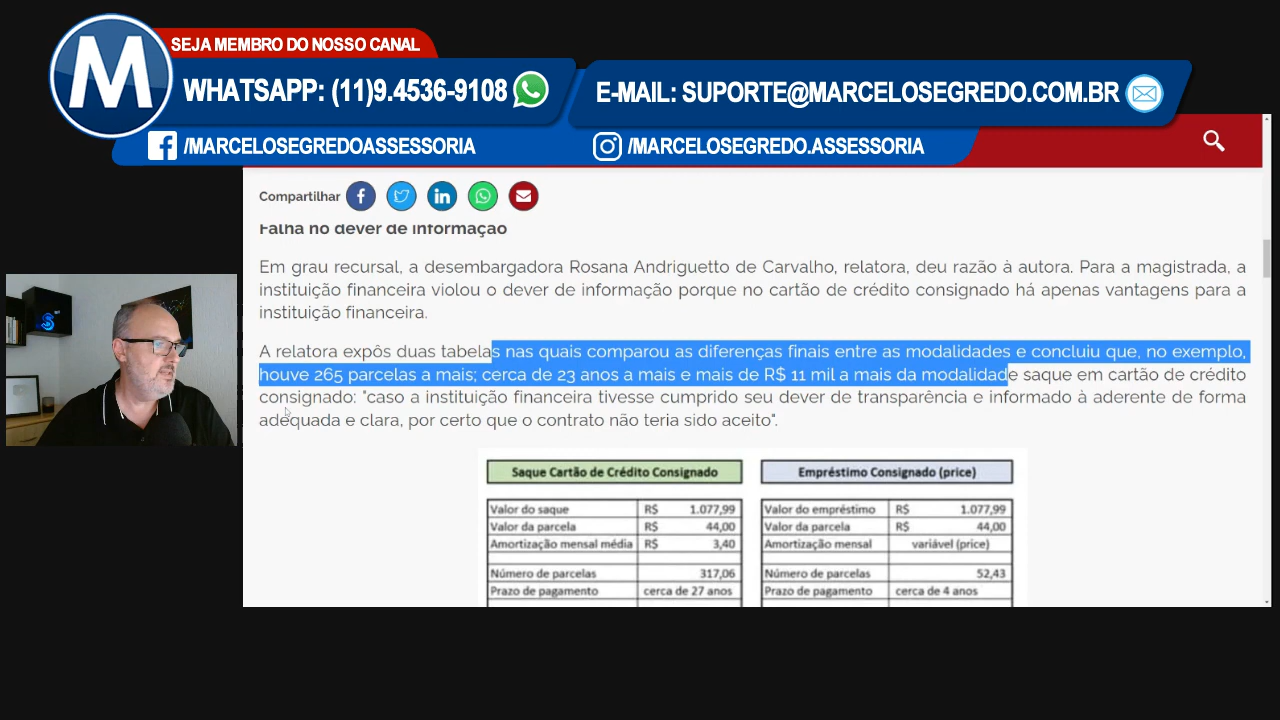 SEJA MEMBRO DO NOSSO CANAL
M
WHATSAPP: (11)9.4536-9108
E-MAIL: SUPORTE@MARCELOSEGREDO.COM.BR
/MARCELOSEGREDOASSESSORIA
/MARCELOSEGREDO.ASSESSORIA
Compartilhar
Falha no dever de informação
Em grau recursal, a desembargadora Rosana Andriguetto de Carvalho, relatora, deu razão à autora. Para a magistrada, a
instituição financeira violou o dever de informação porque no cartão de crédito consignado há apenas vantagens para a
instituição financeira.
A relatora expôs duas tabelas nas quais comparou as diferenças finais entre as modalidades e concluiu que, no exemplo,
houve 265 parcelas a mais; cerca de 23 anos a mais e mais de R$ 11 mil a mais da modalidade saque em cartão de crédito
consignado: "caso a instituição financeira tivesse cumprido seu dever de transparência e informado à aderente de forma
adequada e clara, por certo que o contrato não teria sido aceito".
Saque Cartão de Crédito Consignado
Valor do saque R$ 1.077,99
Valor da parcela R$ 44,00
Amortização mensal média R$ 3,40
Número de parcelas 317,06
Prazo de pagamento cerca de 27 anos
Empréstimo Consignado (price)
Valor do empréstimo R$ 1.077,99
Valor da parcela R$ 44,00
Amortização mensal variável (price)
Número de parcelas 52,43
Prazo de pagamento cerca de 4 anos